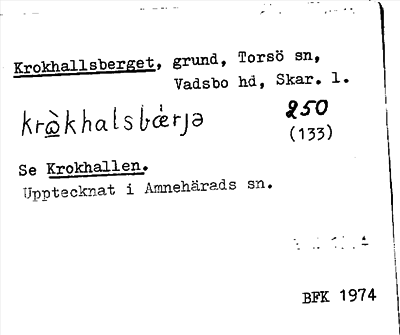 Krokhallsberget, grund, Torsö sn,
Vadsbo hd, Skar. l.
kràkhalsbærjə 250
(133)
Se Krokhallen.
Upptecknat i Amnehärads sn.
BFK 1974